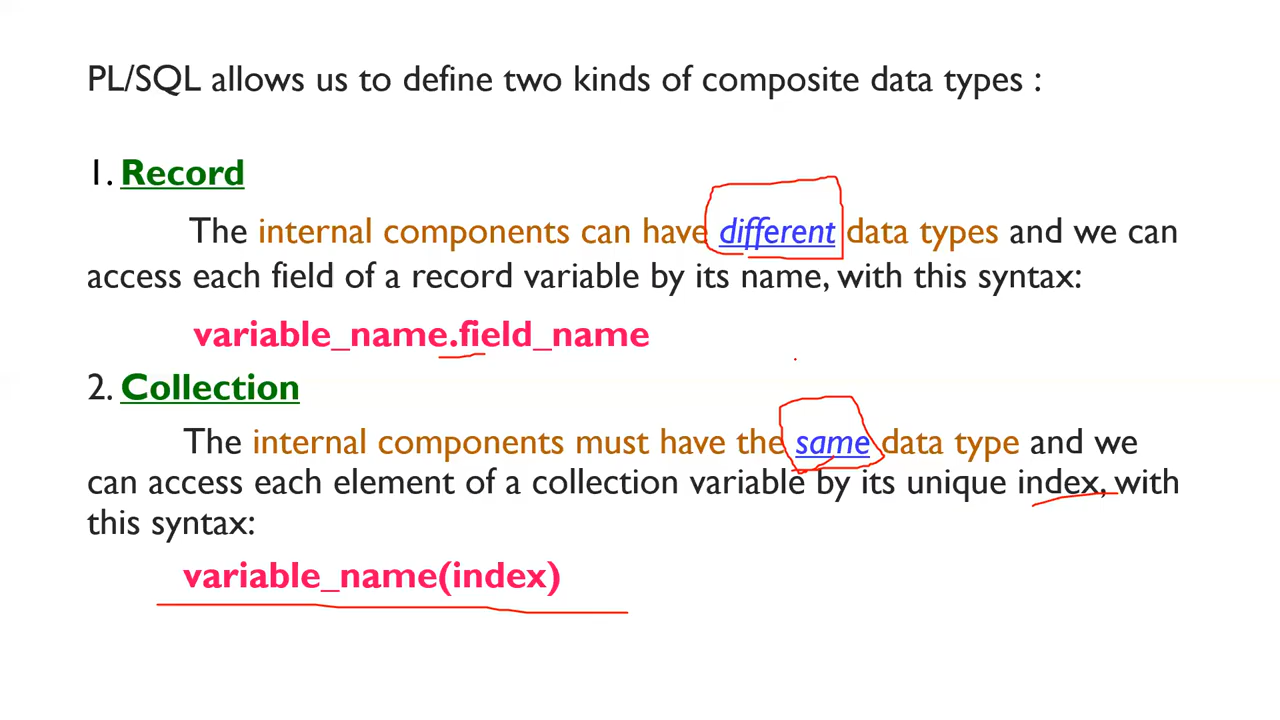 PL/SQL allows us to define two kinds of composite data types :
1. Record
The internal components can have different data types and we can
access each field of a record variable by its name, with this syntax:
variable_name.field_name
2. Collection
The internal components must have the same data type and we
can access each element of a collection variable by its unique index, with
this syntax:
variable_name(index)